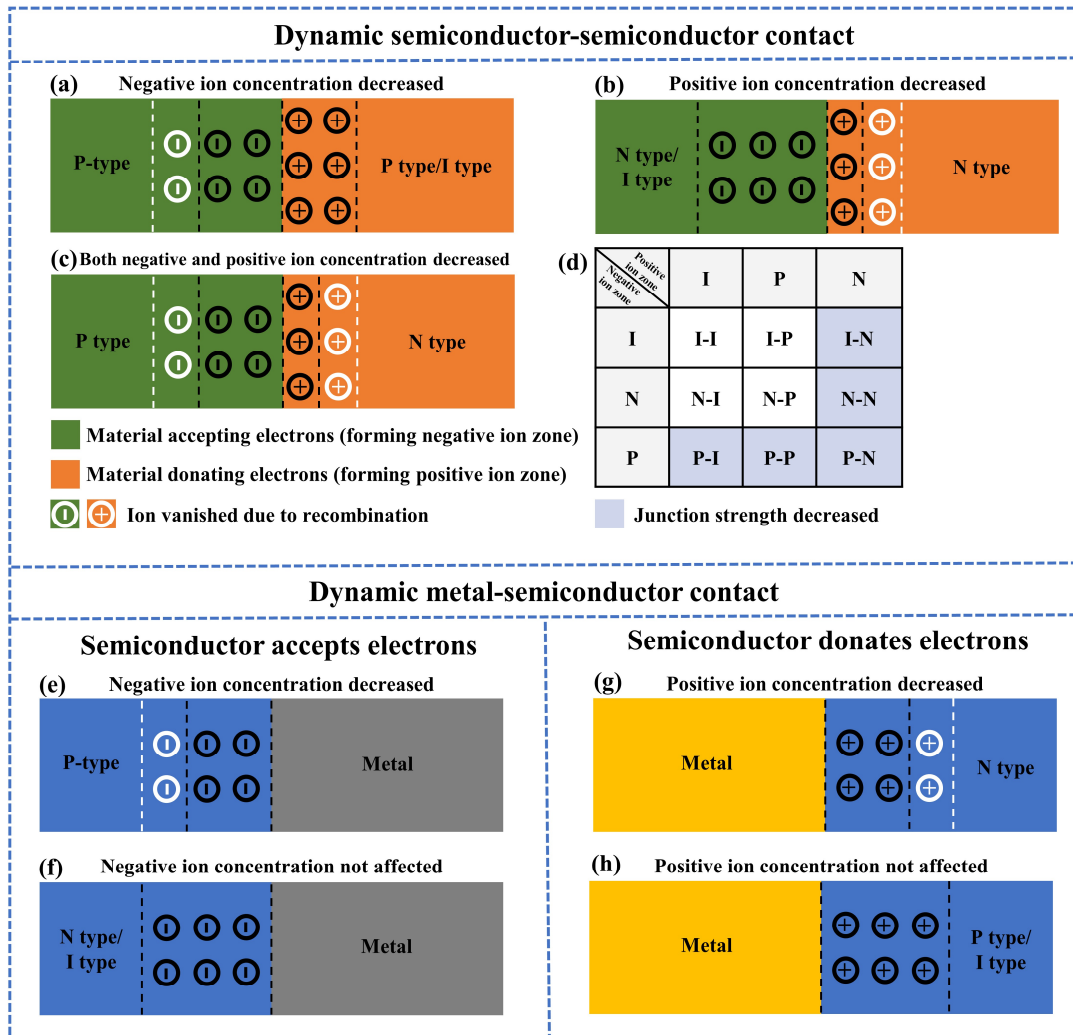 Dynamic semiconductor-semiconductor contact
(a) Negative ion concentration decreased
P-type
P type/I type
(b) Positive ion concentration decreased
N type/
I type
N type
(c) Both negative and positive ion concentration decreased
P type
N type
Material accepting electrons (forming negative ion zone)
Material donating electrons (forming positive ion zone)
Ion vanished due to recombination
(d)
Positive
ion zone
Negative
ion zone
I P N
I I-I I-P I-N
N N-I N-P N-N
P P-I P-P P-N
Junction strength decreased
Dynamic metal-semiconductor contact
Semiconductor accepts electrons
(e) Negative ion concentration decreased
P-type
Metal
(f) Negative ion concentration not affected
N type/
I type
Metal
Semiconductor donates electrons
(g) Positive ion concentration decreased
Metal
N type
(h) Positive ion concentration not affected
Metal
P type/
I type